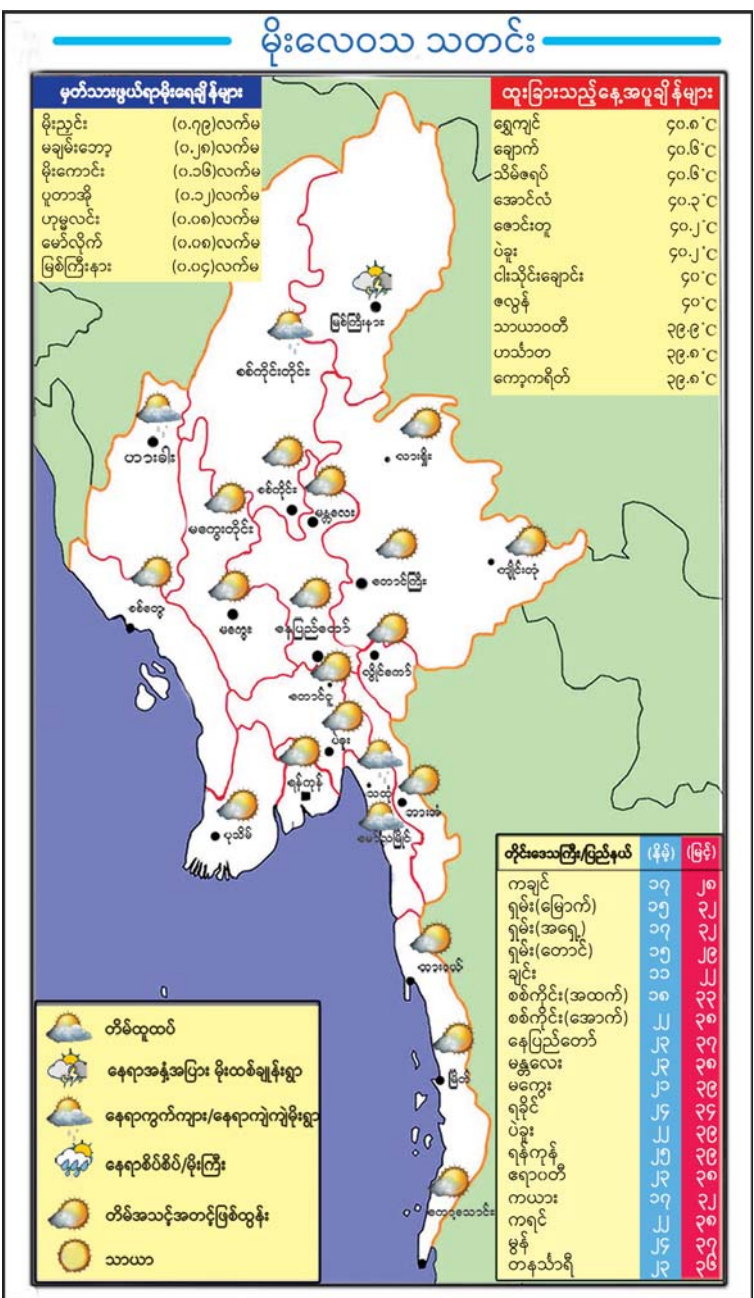 မိုးလေဝသ သတင်း
မှတ်သားဖွယ်ရာမိုးရေချိန်များ
မိုးညှင်း (၀.၇၉)လက်မ
မချမ်းဘော့ (၀.၂၈)လက်မ
မိုးကောင်း (၀.၁၆)လက်မ
ပူတာအို (၀.၁၂)လက်မ
ဟုမ္မလင်း (၀.၀၈)လက်မ
မော်လိုက် (၀.၀၈)လက်မ
မြစ်ကြီးနား (၀.၀၄)လက်မ
ထူးခြားသည့်နေ့အပူချိန်များ
ရွှေကျင် ၄၀.၈°C
ချောက် ၄၀.၆°C
သိမ်ဇရပ် ၄၀.၆°C
အောင်လံ ၄၀.၃°C
ဇောင်းတူ ၄၀.၂°C
ပဲခူး ၄၀.၂°C
ငါးသိုင်းချောင်း ၄၀°C
ဇလွန် ၄၀°C
သာယာဝတီ ၃၉.၉°C
ဟင်္သာတ ၃၉.၈°C
ကော့ကရိတ် ၃၉.၈°C
မြစ်ကြီးနား
စစ်ကိုင်းတိုင်း
ဟားခါး
လားရှိုး
စစ်ကိုင်း
မန္တလေး
မကွေးတိုင်း
တောင်ကြီး
ကျိုင်းတုံ
စစ်တွေ
မကွေး
နေပြည်တော်
လွိုင်ကော်
တောင်ငူ
ပဲခူး
ရန်ကုန်
သထုံ
ဘားအံ
ပုသိမ်
မော်လမြိုင်
ထားဝယ်
မြိတ်
ကော့သောင်း
တိုင်းဒေသကြီး/ပြည်နယ် (နိမ့်) (မြင့်)
ကချင် ၁၇ ၂၈
ရှမ်း(မြောက်) ၁၅ ၃၂
ရှမ်း(အရှေ့) ၁၇ ၃၂
ရှမ်း(တောင်) ၁၅ ၂၉
ချင်း ၁၁ ၂၂
စစ်ကိုင်း(အထက်) ၁၈ ၃၃
စစ်ကိုင်း(အောက်) ၂၂ ၃၈
နေပြည်တော် ၂၃ ၃၇
မန္တလေး ၂၃ ၃၈
မကွေး ၂၁ ၃၉
ရခိုင် ၂၄ ၃၄
ပဲခူး ၂၂ ၃၉
ရန်ကုန် ၂၅ ၃၉
ဧရာဝတီ ၂၃ ၃၈
ကယား ၁၇ ၃၂
ကရင် ၂၂ ၃၈
မွန် ၂၄ ၃၇
တနင်္သာရီ ၂၃ ၃၆
တိမ်ထူထပ်
နေရာအနှံ့အပြား မိုးထစ်ချုန်းရွာ
နေရာကွက်ကျား/နေရာကျဲကျဲမိုးရွာ
နေရာစိပ်စိပ်/မိုးကြီး
တိမ်အသင့်အတင့်ဖြစ်ထွန်း
သာယာ